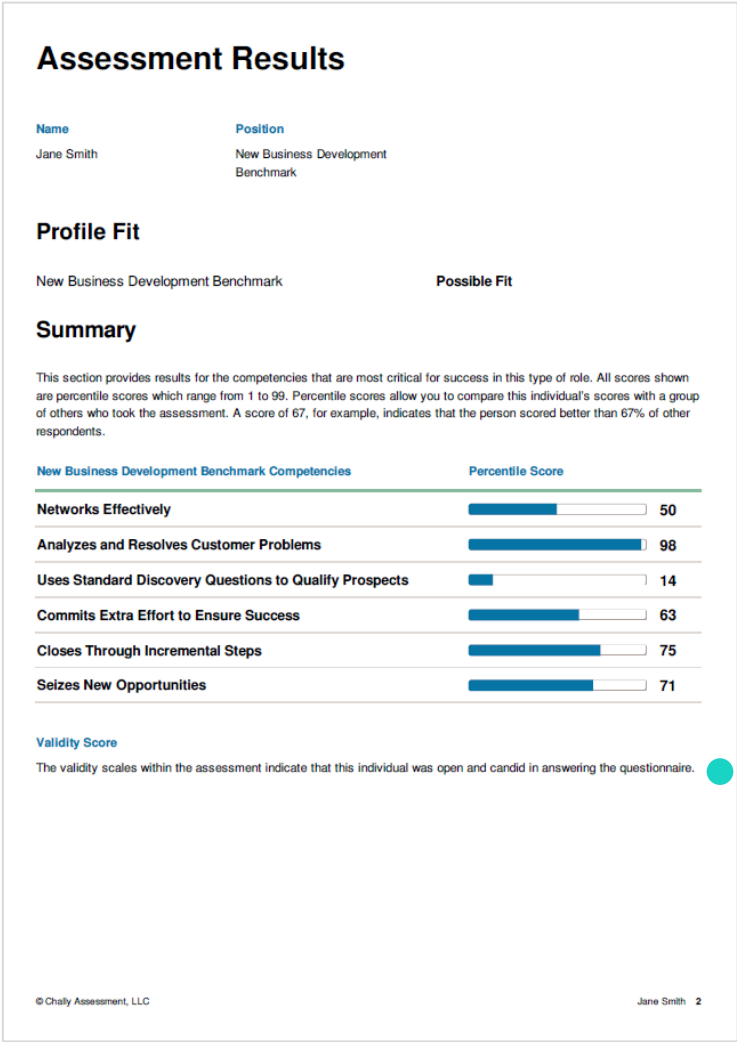 Assessment Results
Name Position
Jane Smith New Business Development
Benchmark
Profile Fit
New Business Development Benchmark Possible Fit
Summary
This section provides results for the competencies that are most critical for success in this type of role. All scores shown
are percentile scores which range from 1 to 99. Percentile scores allow you to compare this individual's scores with a group
of others who took the assessment. A score of 67, for example, indicates that the person scored better than 67% of other
respondents.
New Business Development Benchmark Competencies Percentile Score
Networks Effectively 50
Analyzes and Resolves Customer Problems 98
Uses Standard Discovery Questions to Qualify Prospects 14
Commits Extra Effort to Ensure Success 63
Closes Through Incremental Steps 75
Seizes New Opportunities 71
Validity Score
The validity scales within the assessment indicate that this individual was open and candid in answering the questionnaire.
© Chally Assessment, LLC Jane Smith 2